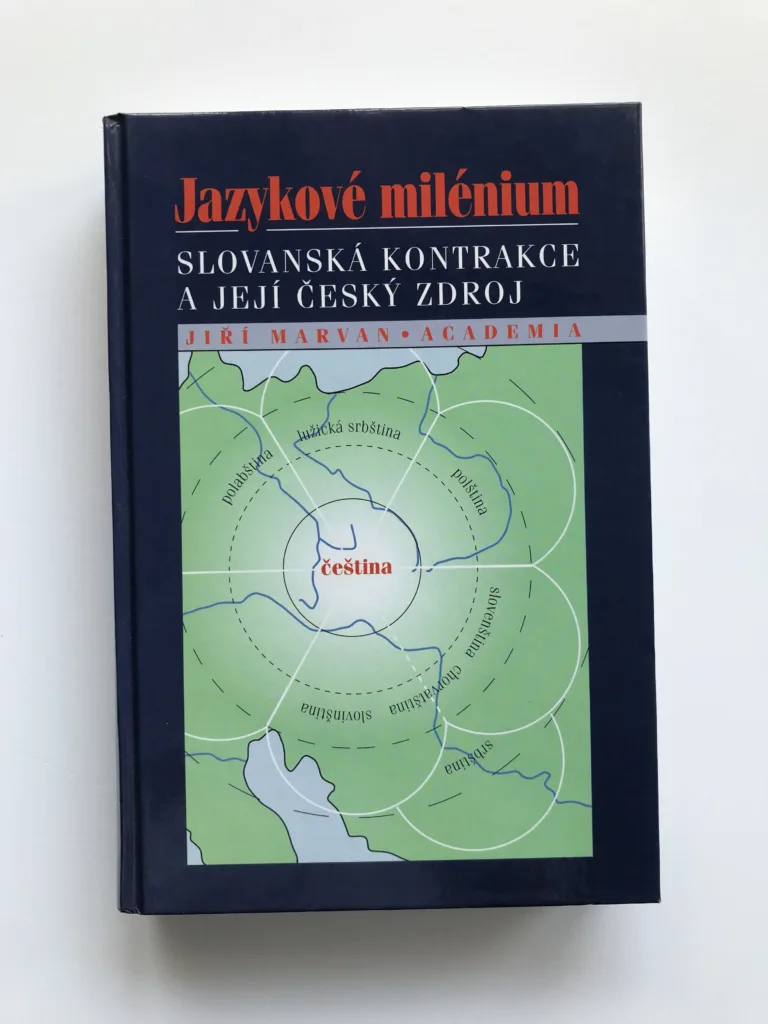 Jazykové milénium
SLOVANSKÁ KONTRAKCE
A JEJÍ ČESKÝ ZDROJ
JIŘÍ MARVAN • ACADEMIA
lužická srbština
polabština
polština
čeština
slovenština
chorvatština
slovinština
srbština